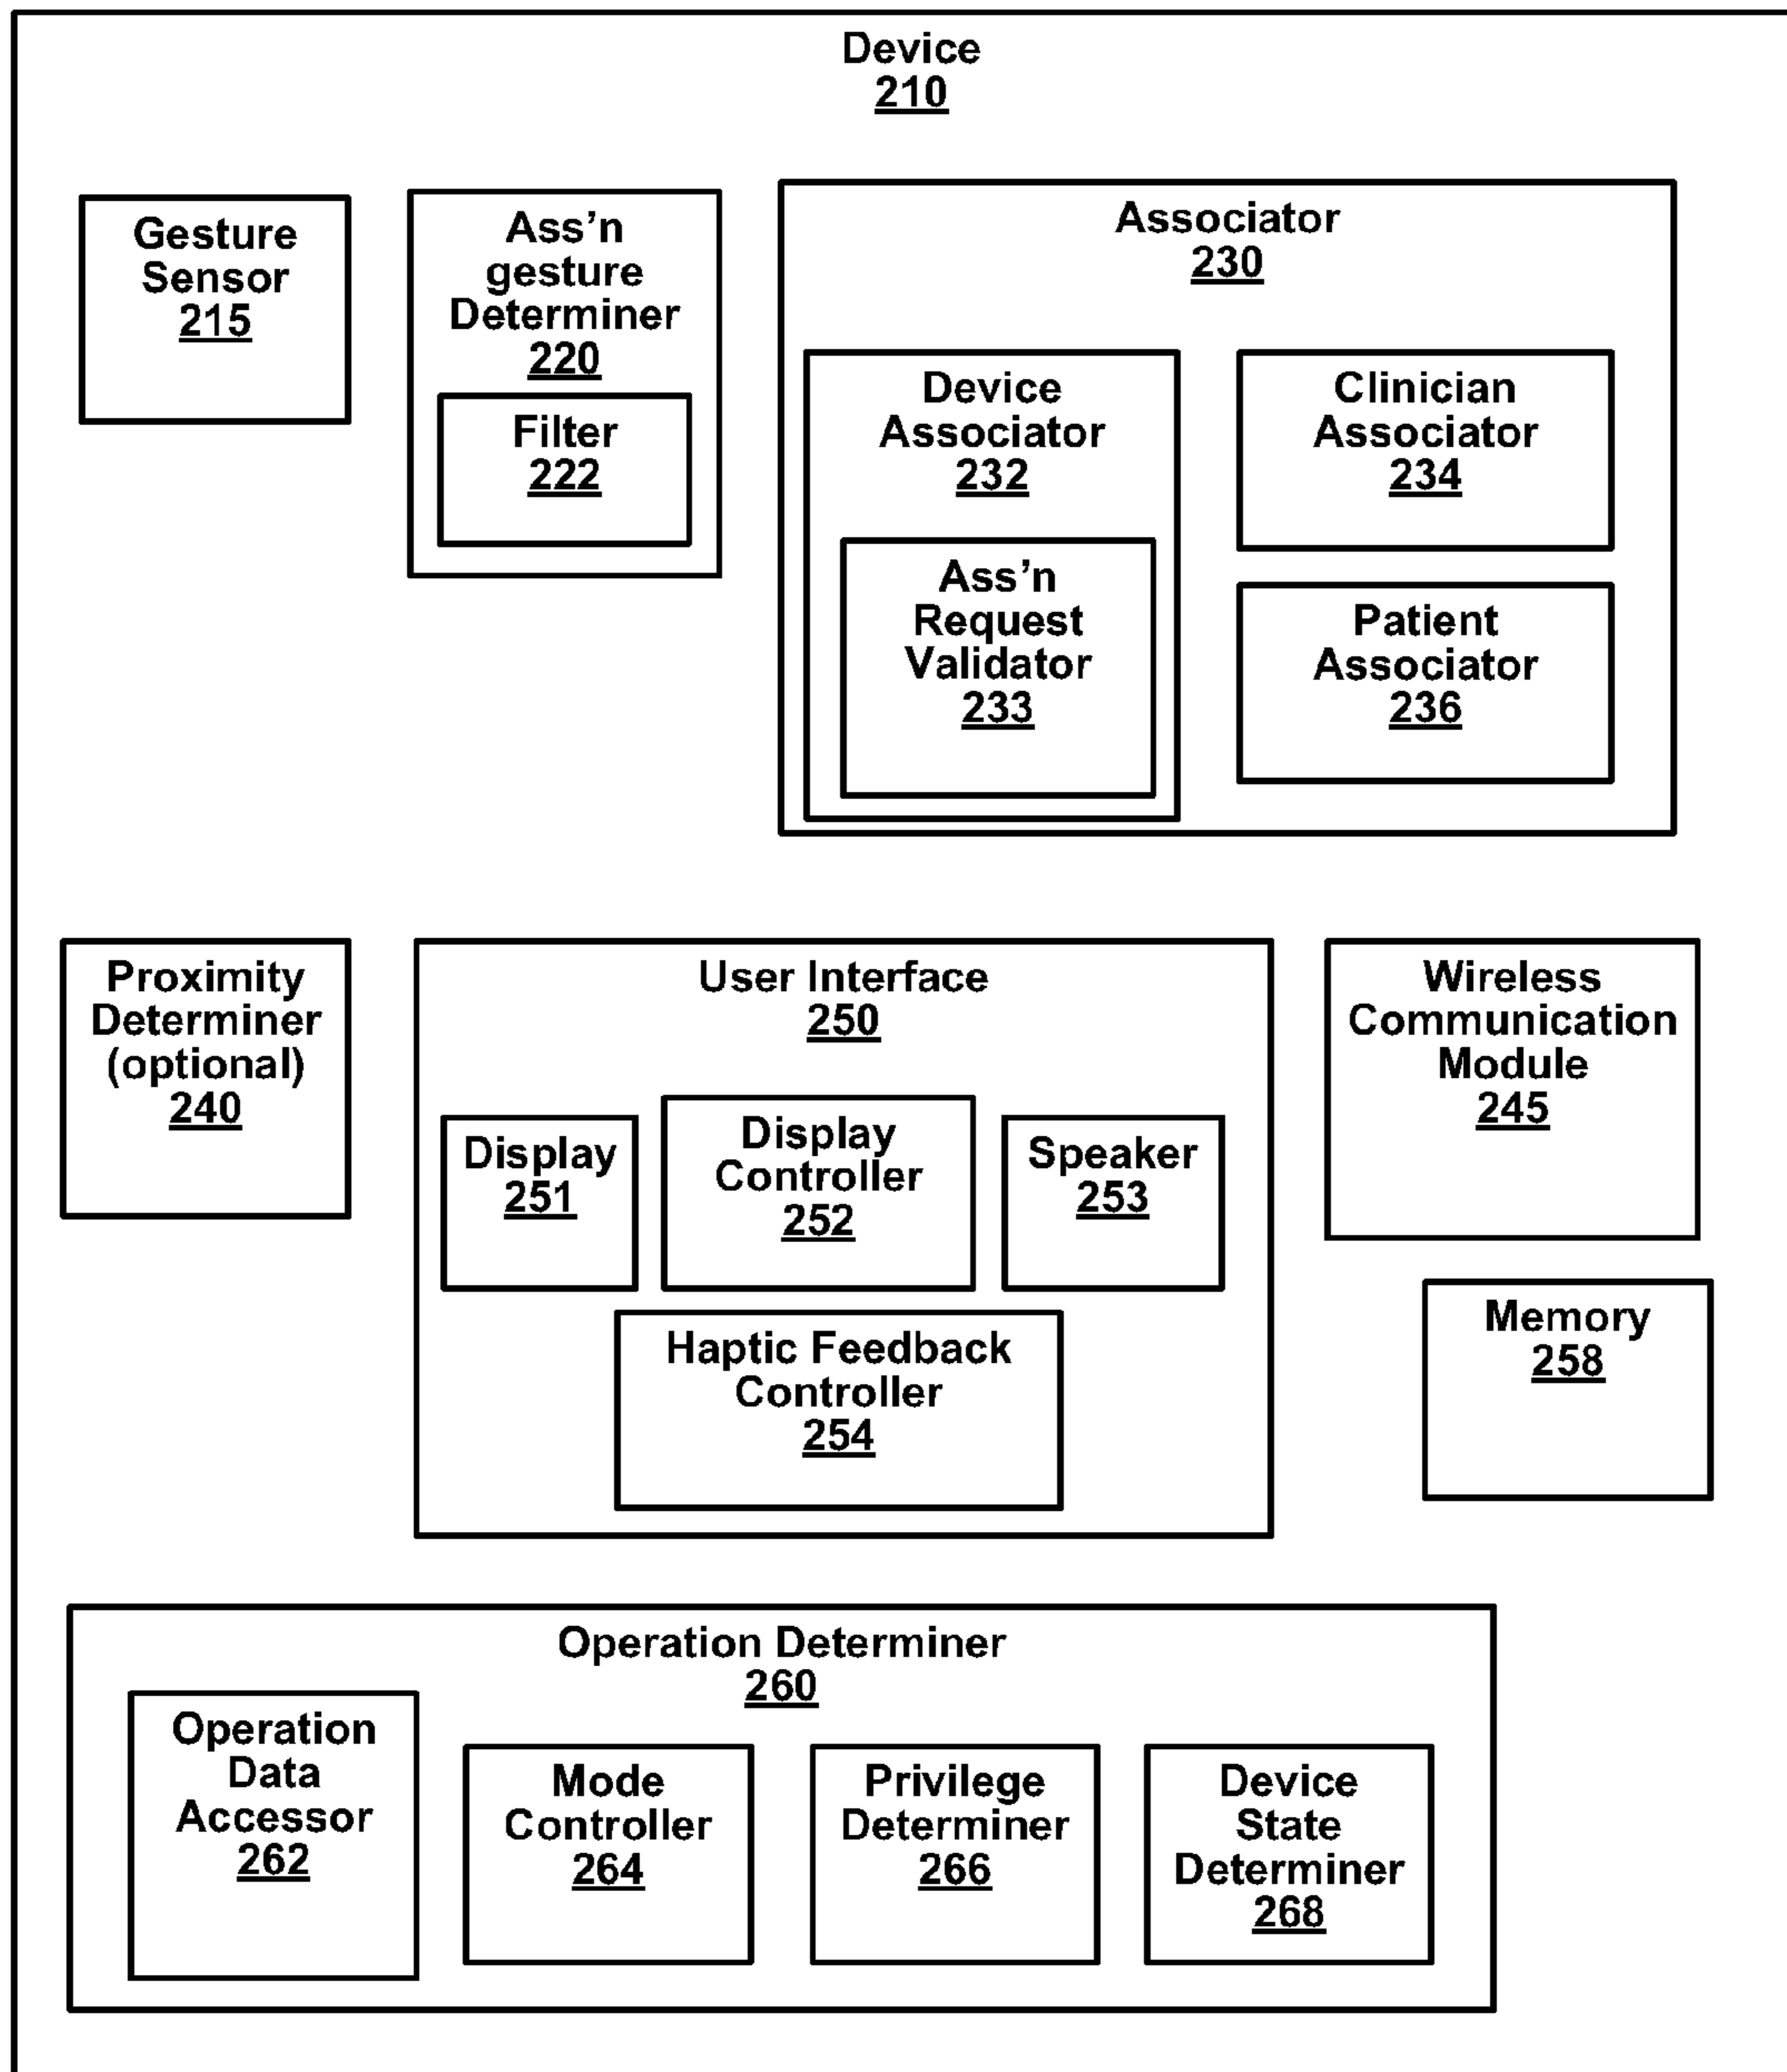 Device
210
Gesture
Sensor
215
Ass’n
gesture
Determiner
220
Filter
222
Associator
230
Device
Associator
232
Ass’n
Request
Validator
233
Clinician
Associator
234
Patient
Associator
236
Proximity
Determiner
(optional)
240
User Interface
250
Display
251
Display
Controller
252
Speaker
253
Haptic Feedback
Controller
254
Wireless
Communication
Module
245
Memory
258
Operation Determiner
260
Operation
Data
Accessor
262
Mode
Controller
264
Privilege
Determiner
266
Device
State
Determiner
268